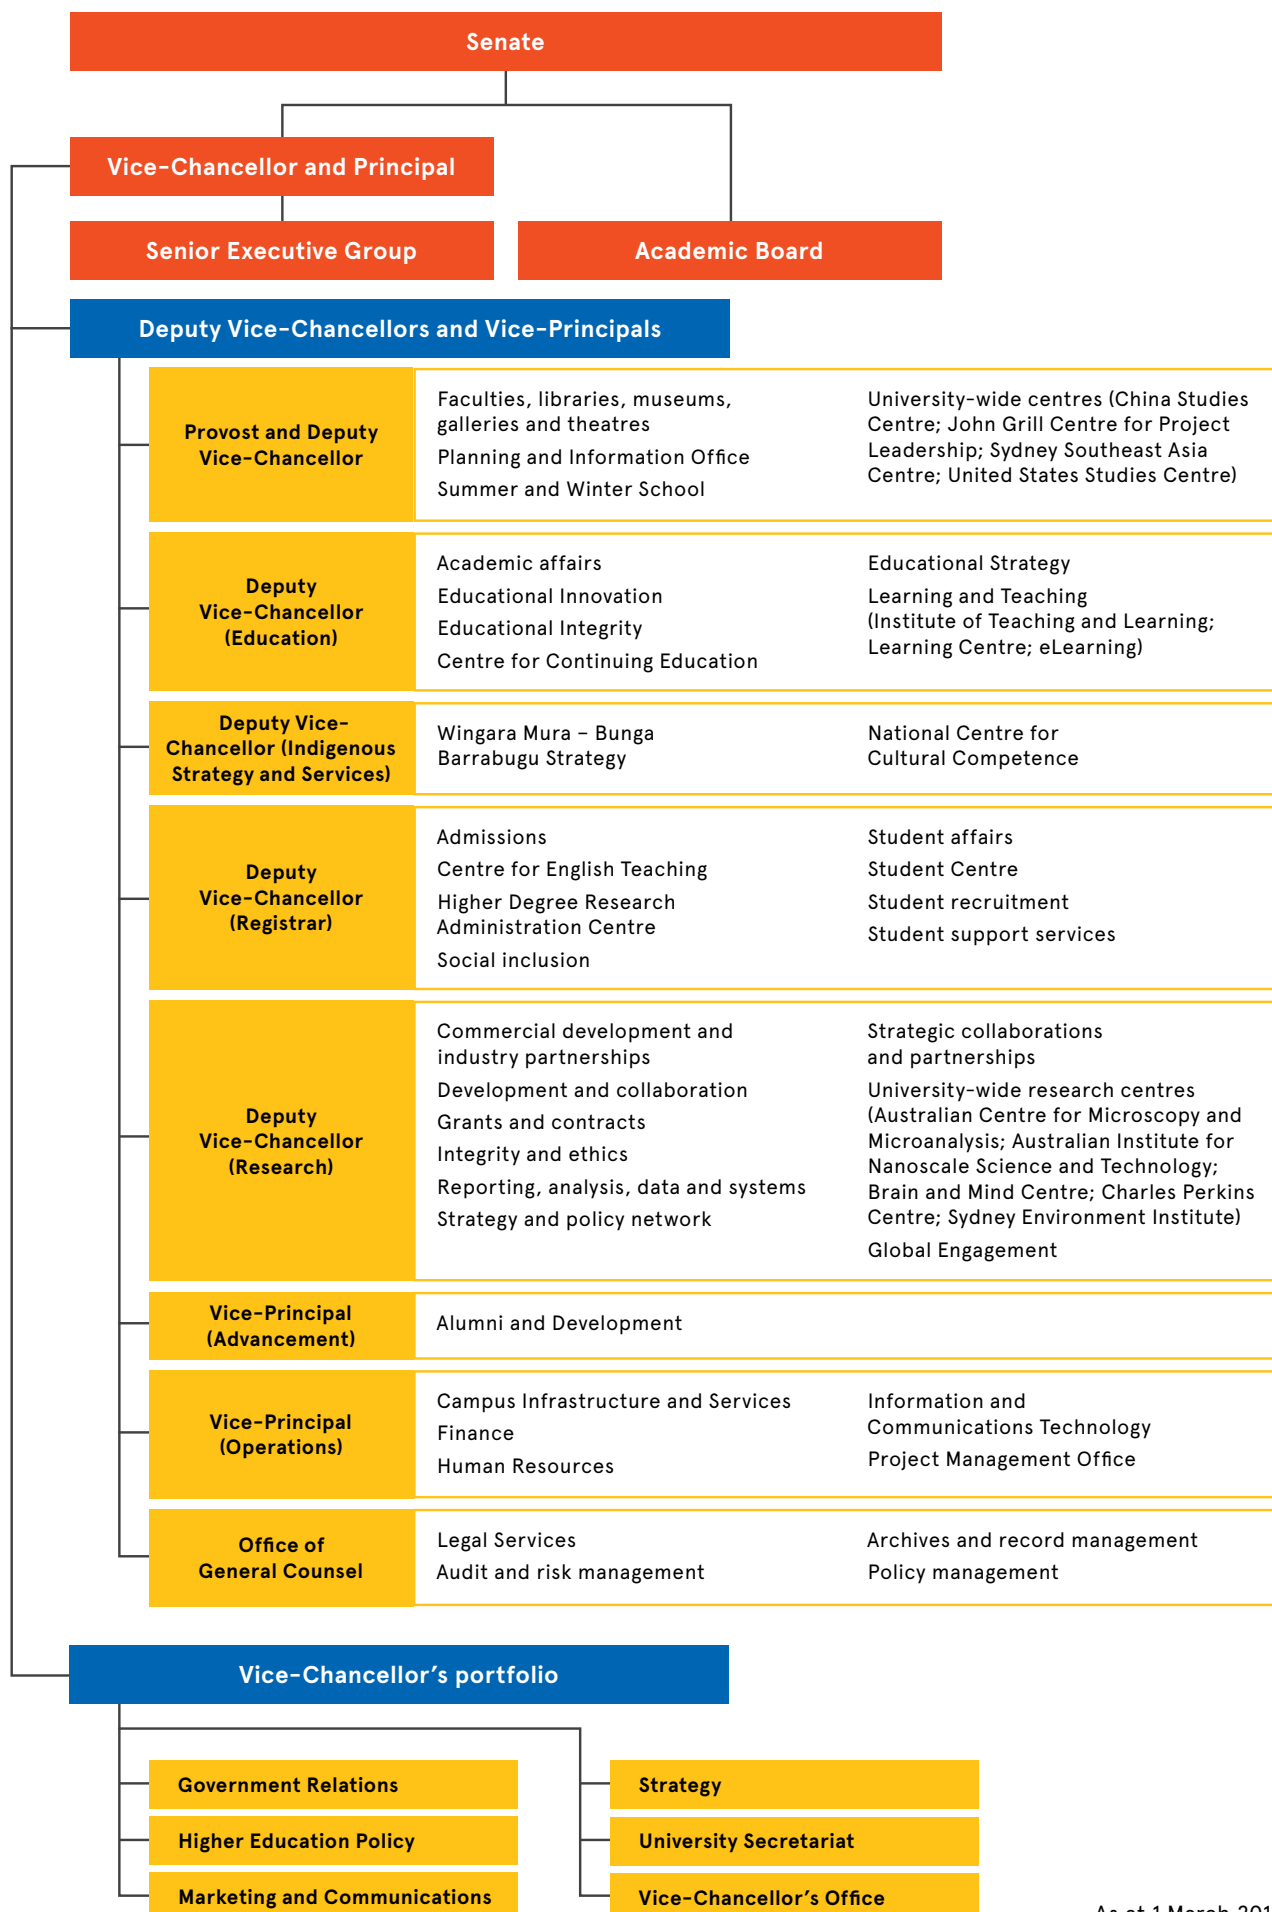 Senate
Vice-Chancellor and Principal
Senior Executive Group
Academic Board
Deputy Vice-Chancellors and Vice-Principals
Provost and Deputy
Vice-Chancellor
Faculties, libraries, museums,
galleries and theatres
Planning and Information Office
Summer and Winter School
University-wide centres (China Studies
Centre; John Grill Centre for Project
Leadership; Sydney Southeast Asia
Centre; United States Studies Centre)
Deputy
Vice-Chancellor
(Education)
Academic affairs
Educational Innovation
Educational Integrity
Centre for Continuing Education
Educational Strategy
Learning and Teaching
(Institute of Teaching and Learning;
Learning Centre; eLearning)
Deputy Vice-
Chancellor (Indigenous
Strategy and Services)
Wingara Mura – Bunga
Barrabugu Strategy
National Centre for
Cultural Competence
Deputy
Vice-Chancellor
(Registrar)
Admissions
Centre for English Teaching
Higher Degree Research
Administration Centre
Social inclusion
Student affairs
Student Centre
Student recruitment
Student support services
Deputy
Vice-Chancellor
(Research)
Commercial development and
industry partnerships
Development and collaboration
Grants and contracts
Integrity and ethics
Reporting, analysis, data and systems
Strategy and policy network
Strategic collaborations
and partnerships
University-wide research centres
(Australian Centre for Microscopy and
Microanalysis; Australian Institute for
Nanoscale Science and Technology;
Brain and Mind Centre; Charles Perkins
Centre; Sydney Environment Institute)
Global Engagement
Vice-Principal
(Advancement)
Alumni and Development
Vice-Principal
(Operations)
Campus Infrastructure and Services
Finance
Human Resources
Information and
Communications Technology
Project Management Office
Office of
General Counsel
Legal Services
Audit and risk management
Archives and record management
Policy management
Vice-Chancellor’s portfolio
Government Relations
Higher Education Policy
Marketing and Communications
Strategy
University Secretariat
Vice-Chancellor’s Office
As at 1 March 201